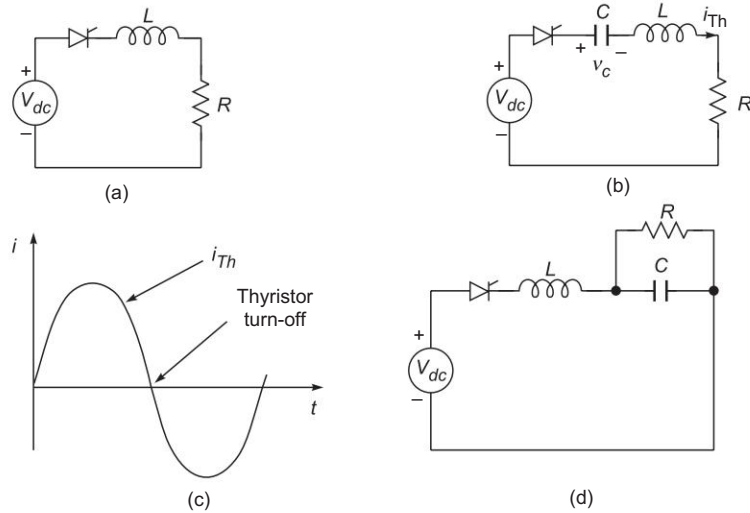 L
+
V_dc
−
R
(a)
C
L
i_Th
+ −
v_c
+
V_dc
−
R
(b)
i
i_Th
Thyristor
turn-off
t
(c)
R
L
C
+
V_dc
−
(d)